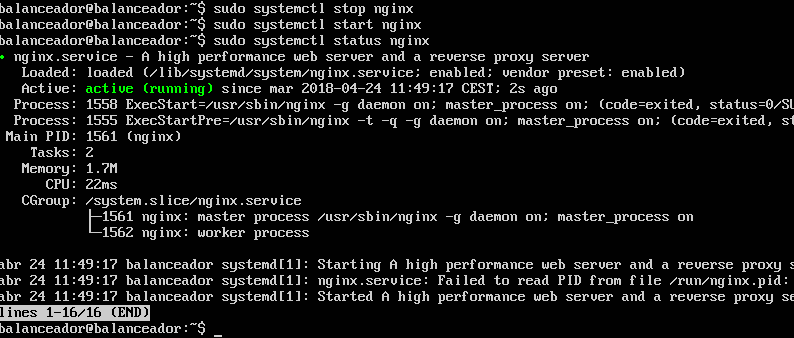 balanceador@balanceador:~$ sudo systemctl stop nginx
balanceador@balanceador:~$ sudo systemctl start nginx
balanceador@balanceador:~$ sudo systemctl status nginx
• nginx.service - A high performance web server and a reverse proxy server
   Loaded: loaded (/lib/systemd/system/nginx.service; enabled; vendor preset: enabled)
   Active: active (running) since mar 2018-04-24 11:49:17 CEST; 2s ago
  Process: 1558 ExecStart=/usr/sbin/nginx -g daemon on; master_process on; (code=exited, status=0/SU
  Process: 1555 ExecStartPre=/usr/sbin/nginx -t -q -g daemon on; master_process on; (code=exited, st
 Main PID: 1561 (nginx)
    Tasks: 2
   Memory: 1.7M
      CPU: 22ms
   CGroup: /system.slice/nginx.service
           ├─1561 nginx: master process /usr/sbin/nginx -g daemon on; master_process on
           └─1562 nginx: worker process

abr 24 11:49:17 balanceador systemd[1]: Starting A high performance web server and a reverse proxy s
abr 24 11:49:17 balanceador systemd[1]: nginx.service: Failed to read PID from file /run/nginx.pid:
abr 24 11:49:17 balanceador systemd[1]: Started A high performance web server and a reverse proxy se
lines 1-16/16 (END)
balanceador@balanceador:~$ _